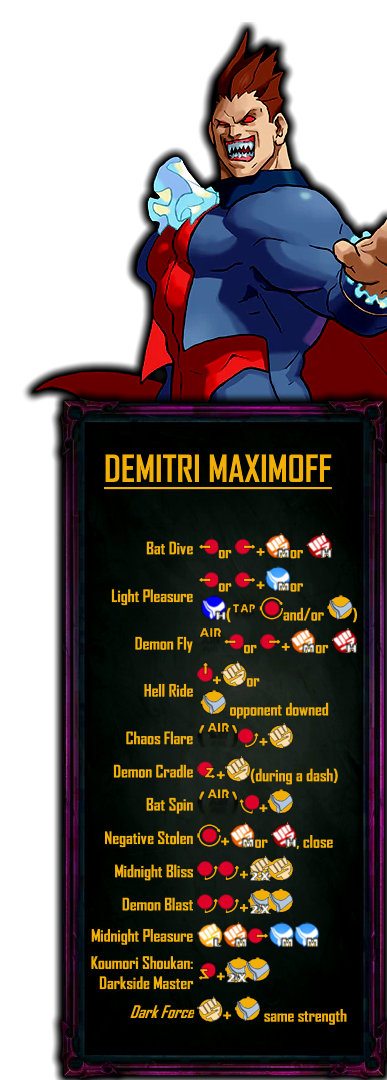 DEMITRI MAXIMOFF
Bat Dive or + M or H
or + M or
Light Pleasure
H ( TAP and/or )
AIR
Demon Fly or + M or H
Hell Ride + or
opponent downed
Chaos Flare (AIR) +
Demon Cradle Z + (during a dash)
Bat Spin (AIR) +
Negative Stolen + M or H , close
Midnight Bliss + 2X
Demon Blast + 2X
Midnight Pleasure L M M M
Koumori Shoukan:
Darkside Master + 2X
Dark Force + same strength